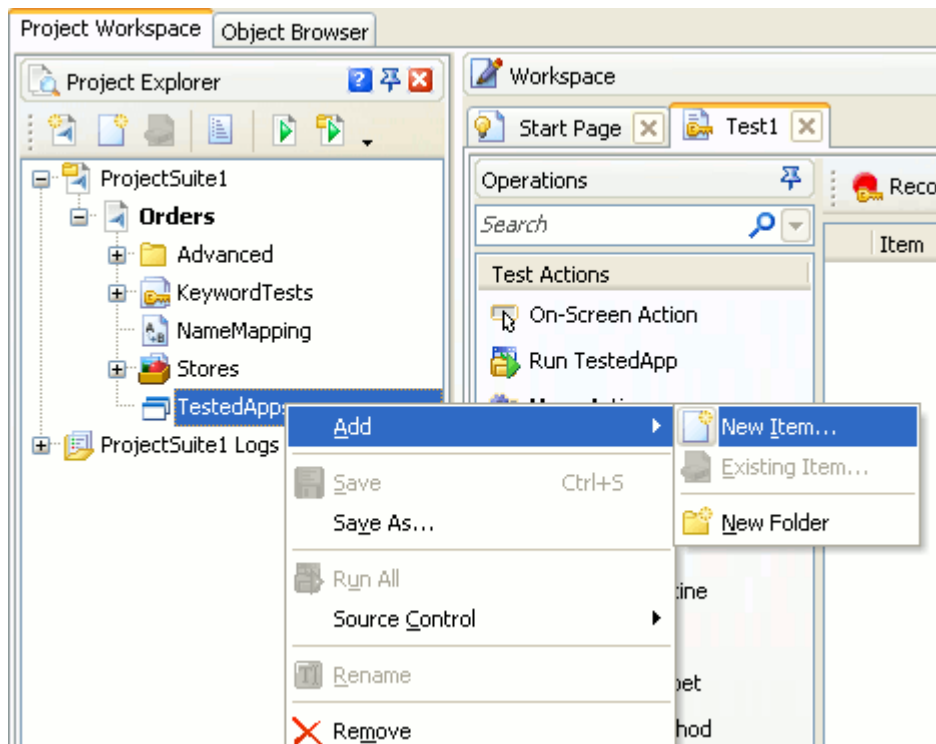 Project Workspace
Object Browser
Project Explorer
Workspace
Start Page
Test1
ProjectSuite1
Orders
Advanced
KeywordTests
NameMapping
Stores
TestedApps
ProjectSuite1 Logs
Operations
Reco
Search
Item
Test Actions
On-Screen Action
Run TestedApp
Add
New Item...
Existing Item...
New Folder
Save Ctrl+S
Save As...
Run All
Source Control
Rename
Remove
tine
pet
hod